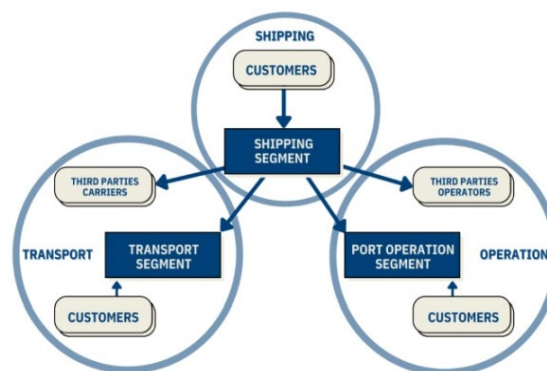 SHIPPING
CUSTOMERS
SHIPPING
SEGMENT
THIRD PARTIES
CARRIERS
THIRD PARTIES
OPERATORS
TRANSPORT
TRANSPORT
SEGMENT
PORT OPERATION
SEGMENT
OPERATION
CUSTOMERS
CUSTOMERS